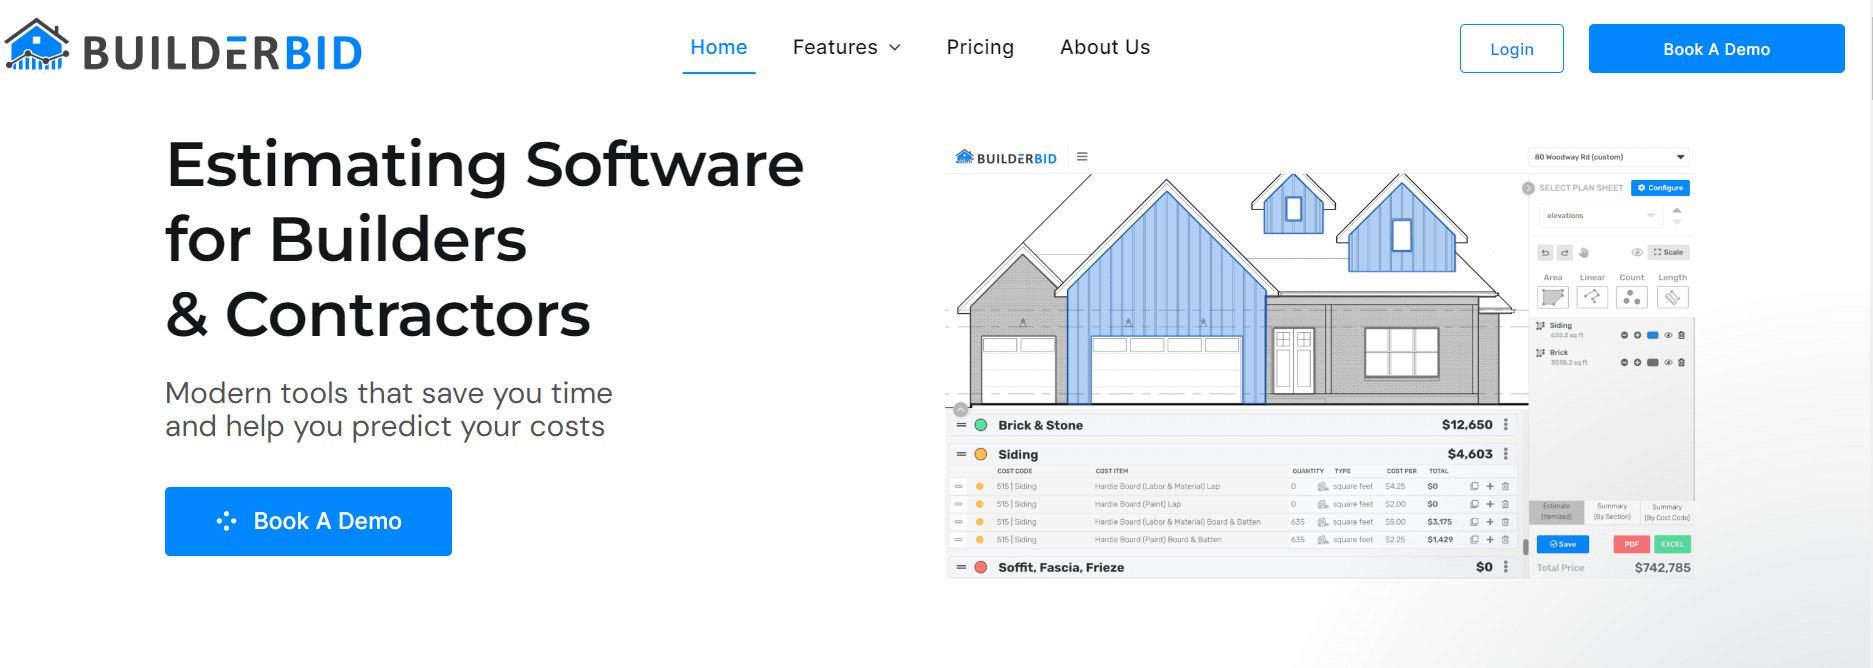 BUILDERBID
Home Features Pricing About Us
Login
Book A Demo
Estimating Software
for Builders
& Contractors
Modern tools that save you time
and help you predict your costs
Book A Demo
BUILDERBID
80 Woodway Rd (custom)
SELECT PLAN SHEET Configure
elevations
Scale
Area Linear Count Length
Siding
635.2 sq ft
Brick
3038.2 sq ft
Brick & Stone $12,650
Siding $4,603
COST CODE COST ITEM QUANTITY TYPE COST PER TOTAL
515 | Siding Hardie Board (Labor & Material) Lap 0 square feet $4.25 $0
515 | Siding Hardie Board (Paint) Lap 0 square feet $2.00 $0
515 | Siding Hardie Board (Labor & Material) Board & Batten 635 square feet $5.00 $3,175
515 | Siding Hardie Board (Paint) Board & Batten 635 square feet $2.25 $1,429
Soffit, Fascia, Frieze $0
Estimate Summary Summary
(Itemized) (By Section) (By Cost Code)
Save PDF EXCEL
Total Price $742,785